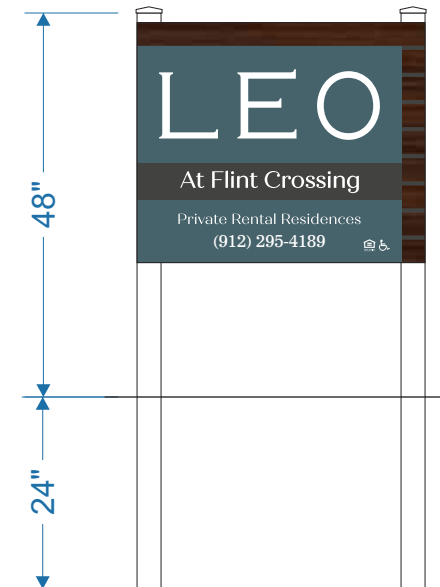 LEO
At Flint Crossing
Private Rental Residences
(912) 295-4189
48"
24"